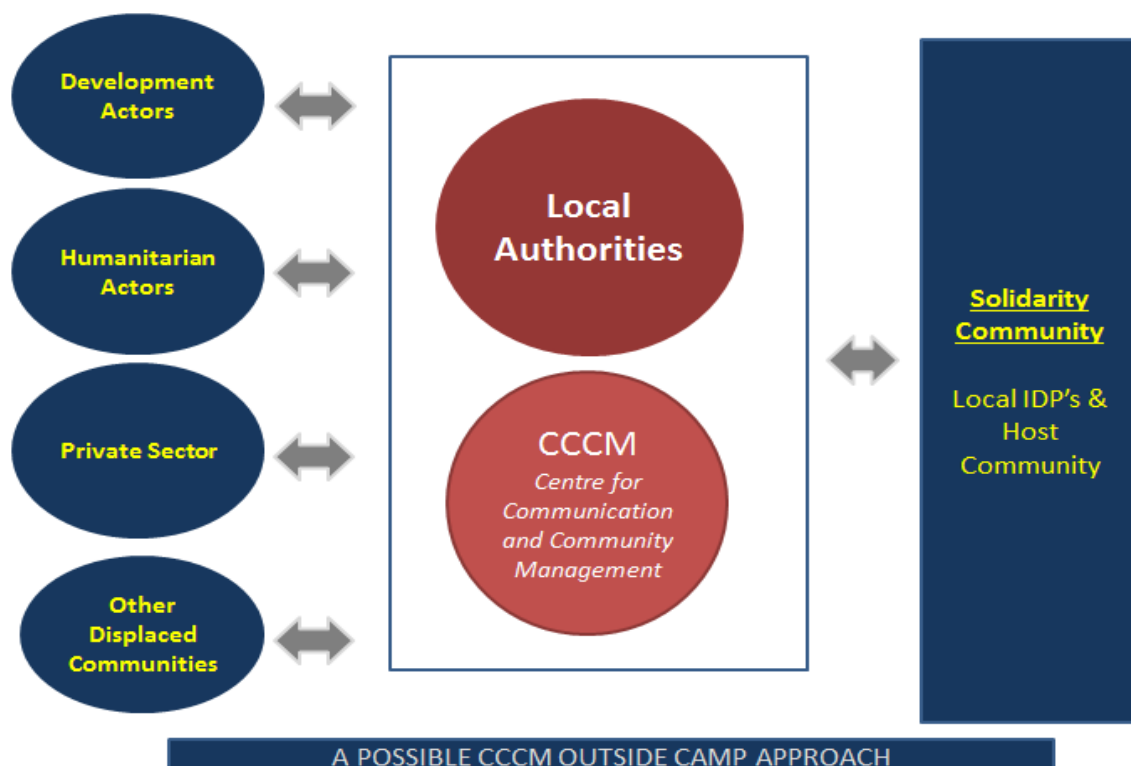 Development
Actors
Humanitarian
Actors
Private Sector
Other
Displaced
Communities
Local
Authorities
CCCM
Centre for
Communication
and Community
Management
Solidarity
Community
Local IDP's &
Host
Community
A POSSIBLE CCCM OUTSIDE CAMP APPROACH